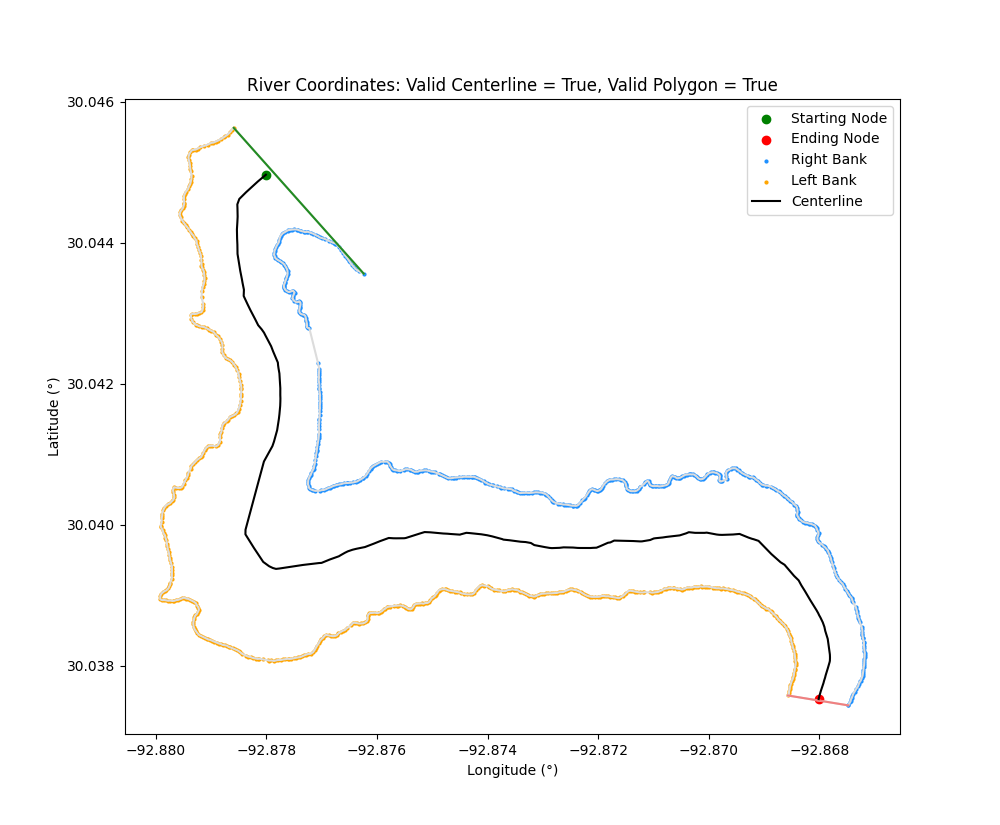 River Coordinates: Valid Centerline = True, Valid Polygon = True
30.046
30.044
30.042
30.040
30.038
Latitude (°)
−92.880
−92.878
−92.876
−92.874
−92.872
−92.870
−92.868
Longitude (°)
Starting Node
Ending Node
Right Bank
Left Bank
Centerline